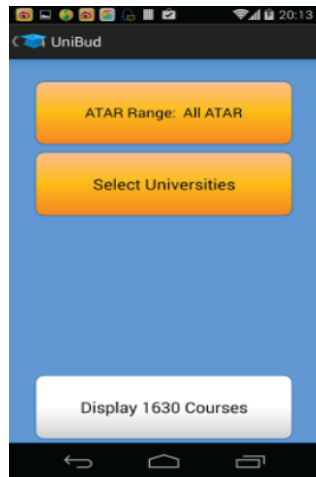 20:13
UniBud
ATAR Range: All ATAR
Select Universities
Display 1630 Courses